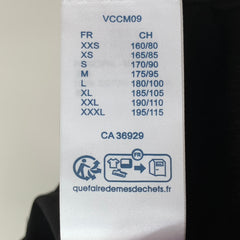 VCCM09
FR CH
XXS 160/80
XS 165/85
S 170/90
M 175/95
L 180/100
XL 185/105
XXL 190/110
XXXL 195/115
CA 36929
FR
quefairedemesdechets.fr